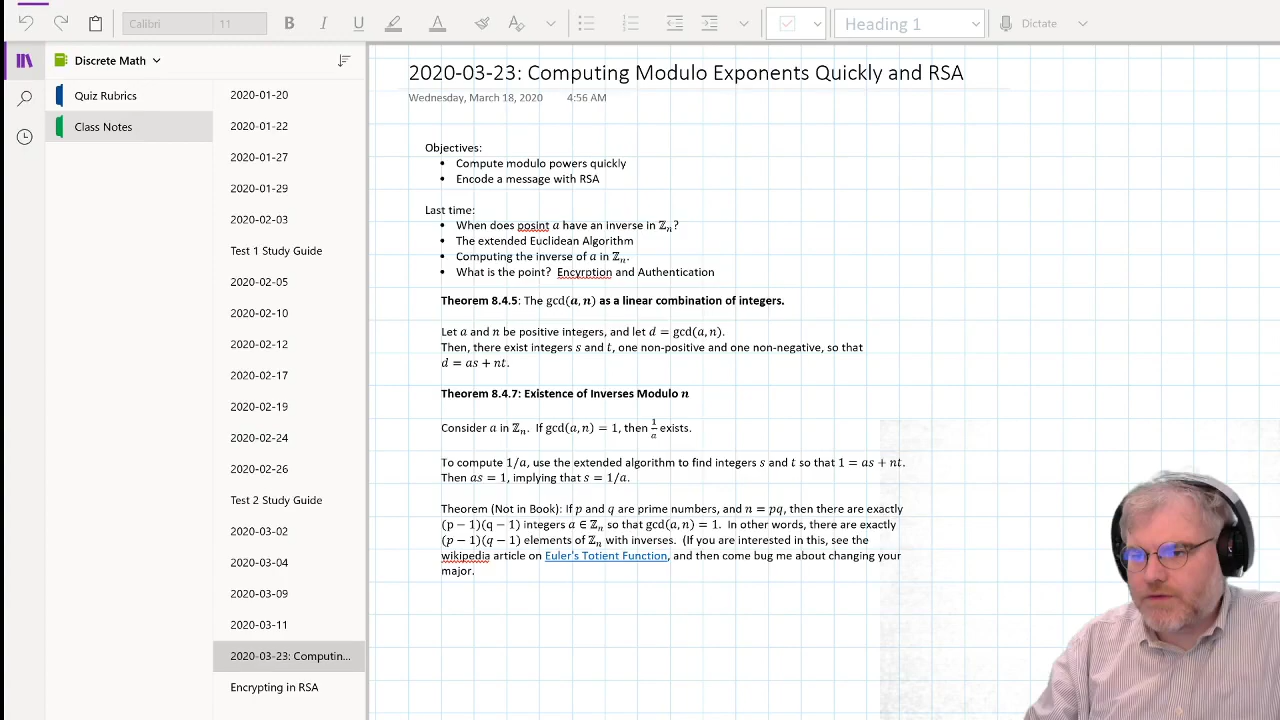 Calibri
11
B
I
U
A
Heading 1
Dictate
Discrete Math
Quiz Rubrics
Class Notes
2020-01-20
2020-01-22
2020-01-27
2020-01-29
2020-02-03
Test 1 Study Guide
2020-02-05
2020-02-10
2020-02-12
2020-02-17
2020-02-19
2020-02-24
2020-02-26
Test 2 Study Guide
2020-03-02
2020-03-04
2020-03-09
2020-03-11
2020-03-23: Computin...
Encrypting in RSA
2020-03-23: Computing Modulo Exponents Quickly and RSA
Wednesday, March 18, 2020 4:56 AM
Objectives:
• Compute modulo powers quickly
• Encode a message with RSA
Last time:
• When does posint a have an inverse in ℤₙ?
• The extended Euclidean Algorithm
• Computing the inverse of a in ℤₙ.
• What is the point? Encyrption and Authentication
Theorem 8.4.5: The gcd(a, n) as a linear combination of integers.
Let a and n be positive integers, and let d = gcd(a, n).
Then, there exist integers s and t, one non-positive and one non-negative, so that
d = as + nt.
Theorem 8.4.7: Existence of Inverses Modulo n
Consider a in ℤₙ. If gcd(a, n) = 1, then 1/a exists.
To compute 1/a, use the extended algorithm to find integers s and t so that 1 = as + nt.
Then as = 1, implying that s = 1/a.
Theorem (Not in Book): If p and q are prime numbers, and n = pq, then there are exactly
(p − 1)(q − 1) integers a ∈ ℤₙ so that gcd(a, n) = 1. In other words, there are exactly
(p − 1)(q − 1) elements of ℤₙ with inverses. (If you are interested in this, see the
wikipedia article on Euler's Totient Function, and then come bug me about changing your
major.